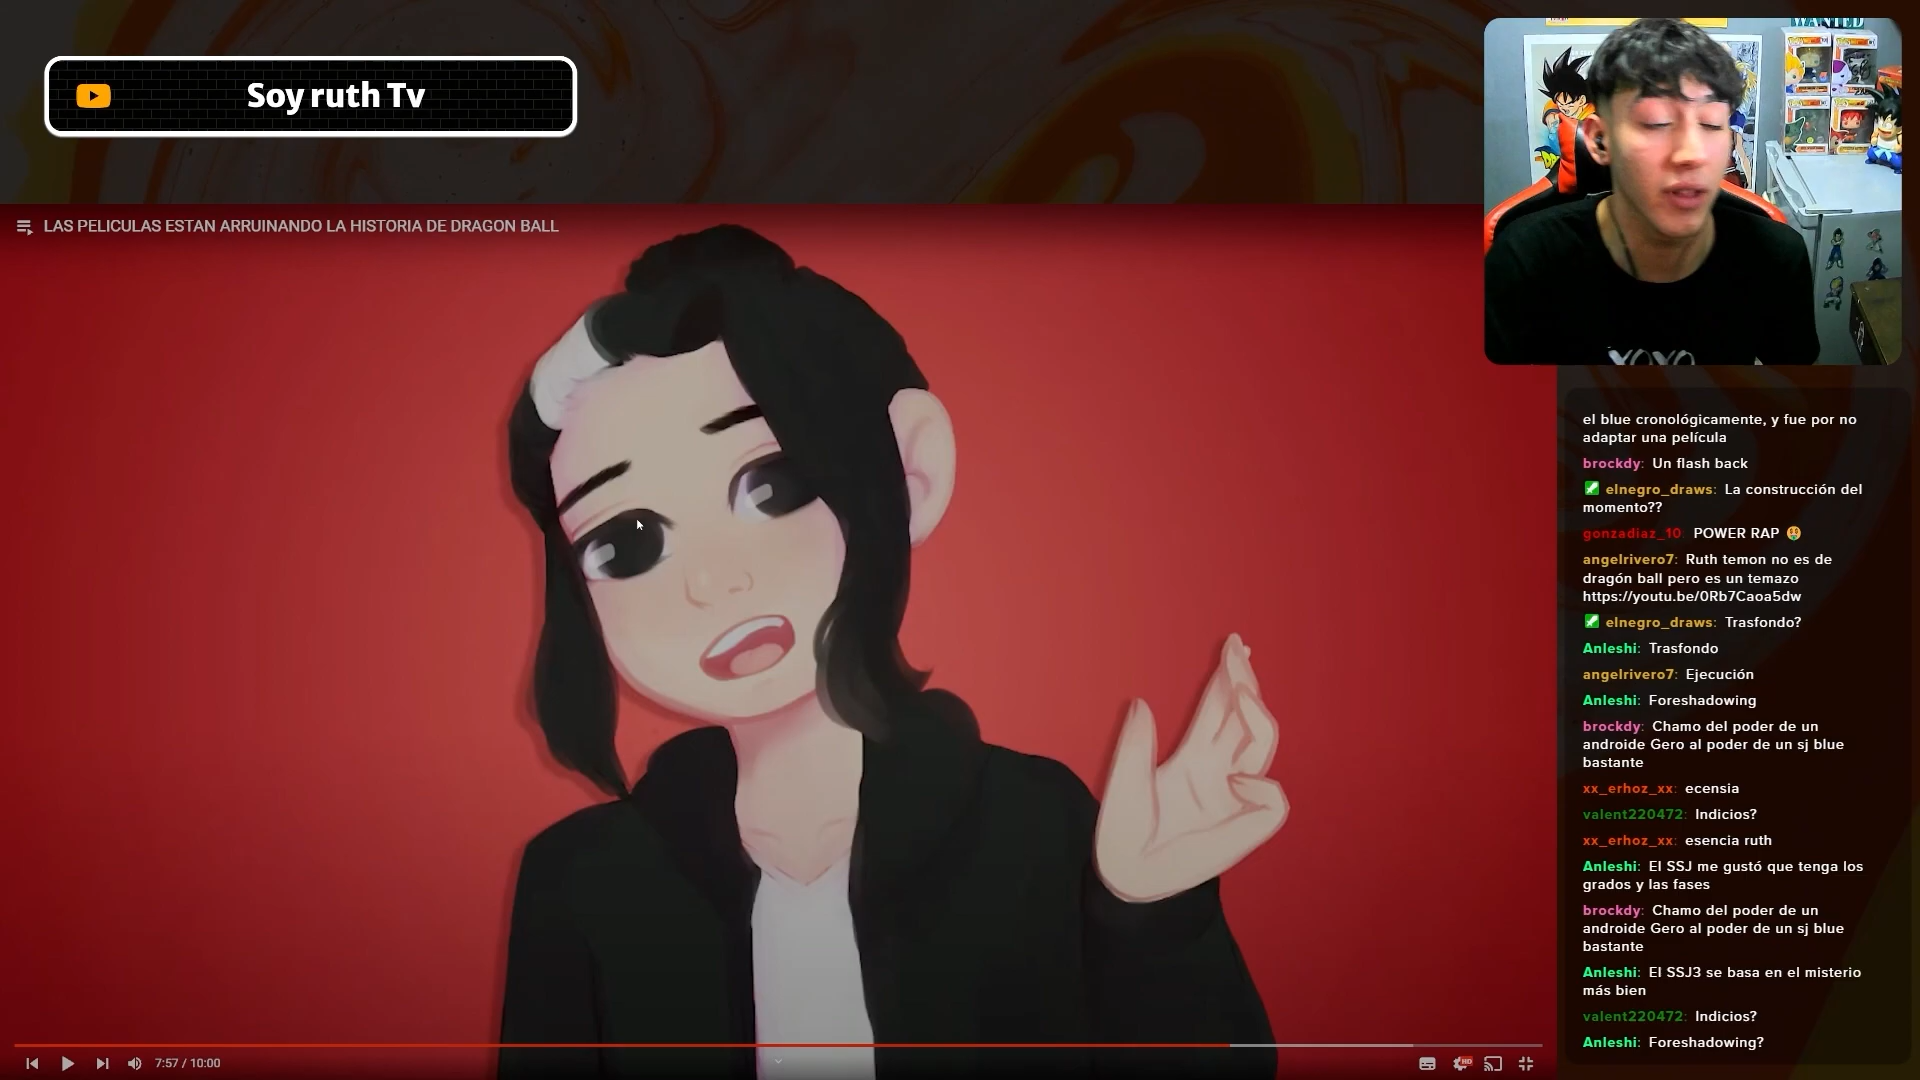 Soy ruth Tv
WANTED
LAS PELICULAS ESTAN ARRUINANDO LA HISTORIA DE DRAGON BALL
el blue cronológicamente, y fue por no
adaptar una película
brockdy: Un flash back
elnegro_draws: La construcción del
momento??
gonzadiaz_10: POWER RAP 🤑
angelrivero7: Ruth temon no es de
dragón ball pero es un temazo
https://youtu.be/0Rb7Caoa5dw
elnegro_draws: Trasfondo?
Anleshi: Trasfondo
angelrivero7: Ejecución
Anleshi: Foreshadowing
brockdy: Chamo del poder de un
androide Gero al poder de un sj blue
bastante
xx_erhoz_xx: ecensia
valent220472: Indicios?
xx_erhoz_xx: esencia ruth
Anleshi: El SSJ me gustó que tenga los
grados y las fases
brockdy: Chamo del poder de un
androide Gero al poder de un sj blue
bastante
Anleshi: El SSJ3 se basa en el misterio
más bien
valent220472: Indicios?
Anleshi: Foreshadowing?
7:57 / 10:00
HD